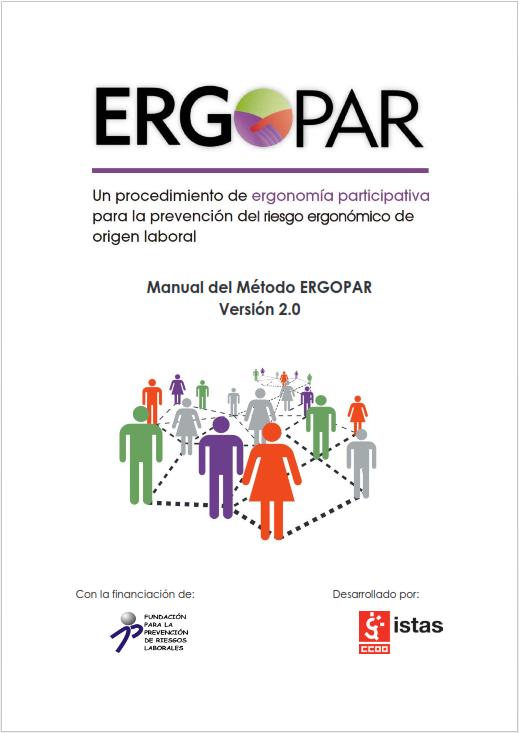 ERGOPAR
Un procedimiento de ergonomía participativa
para la prevención del riesgo ergonómico de
origen laboral
Manual del Método ERGOPAR
Versión 2.0
Con la financiación de:
Desarrollado por:
FUNDACIÓN
PARA LA
PREVENCIÓN
DE RIESGOS
LABORALES
istas
CCOO